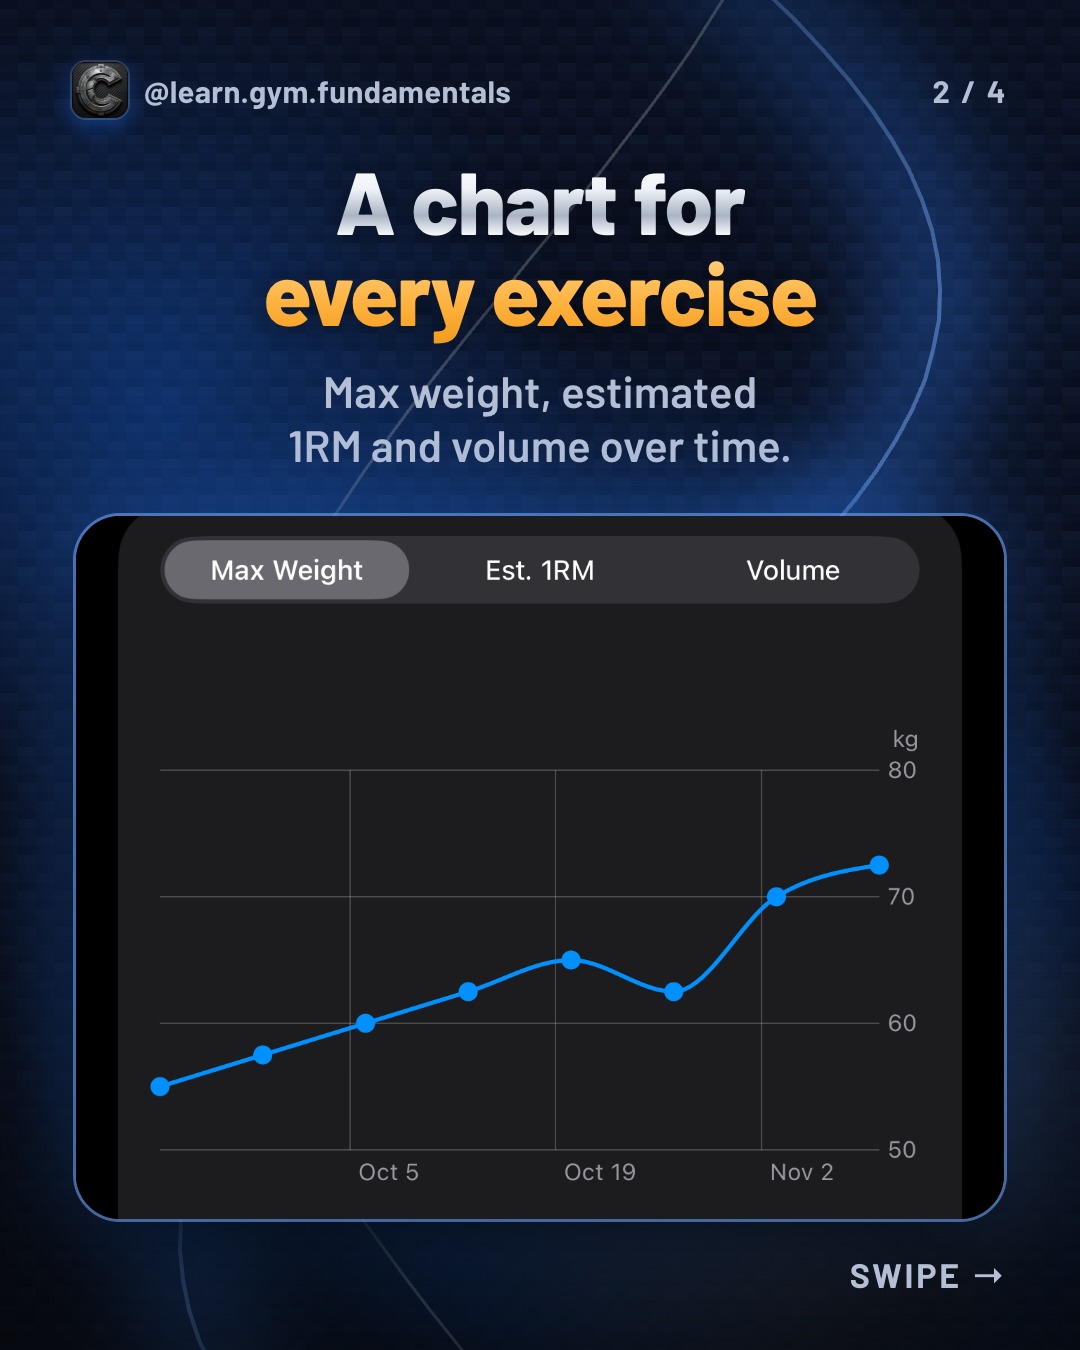 @learn.gym.fundamentals
2 / 4
A chart for
every exercise
Max weight, estimated
1RM and volume over time.
Max Weight
Est. 1RM
Volume
kg
80
70
60
50
Oct 5
Oct 19
Nov 2
SWIPE →